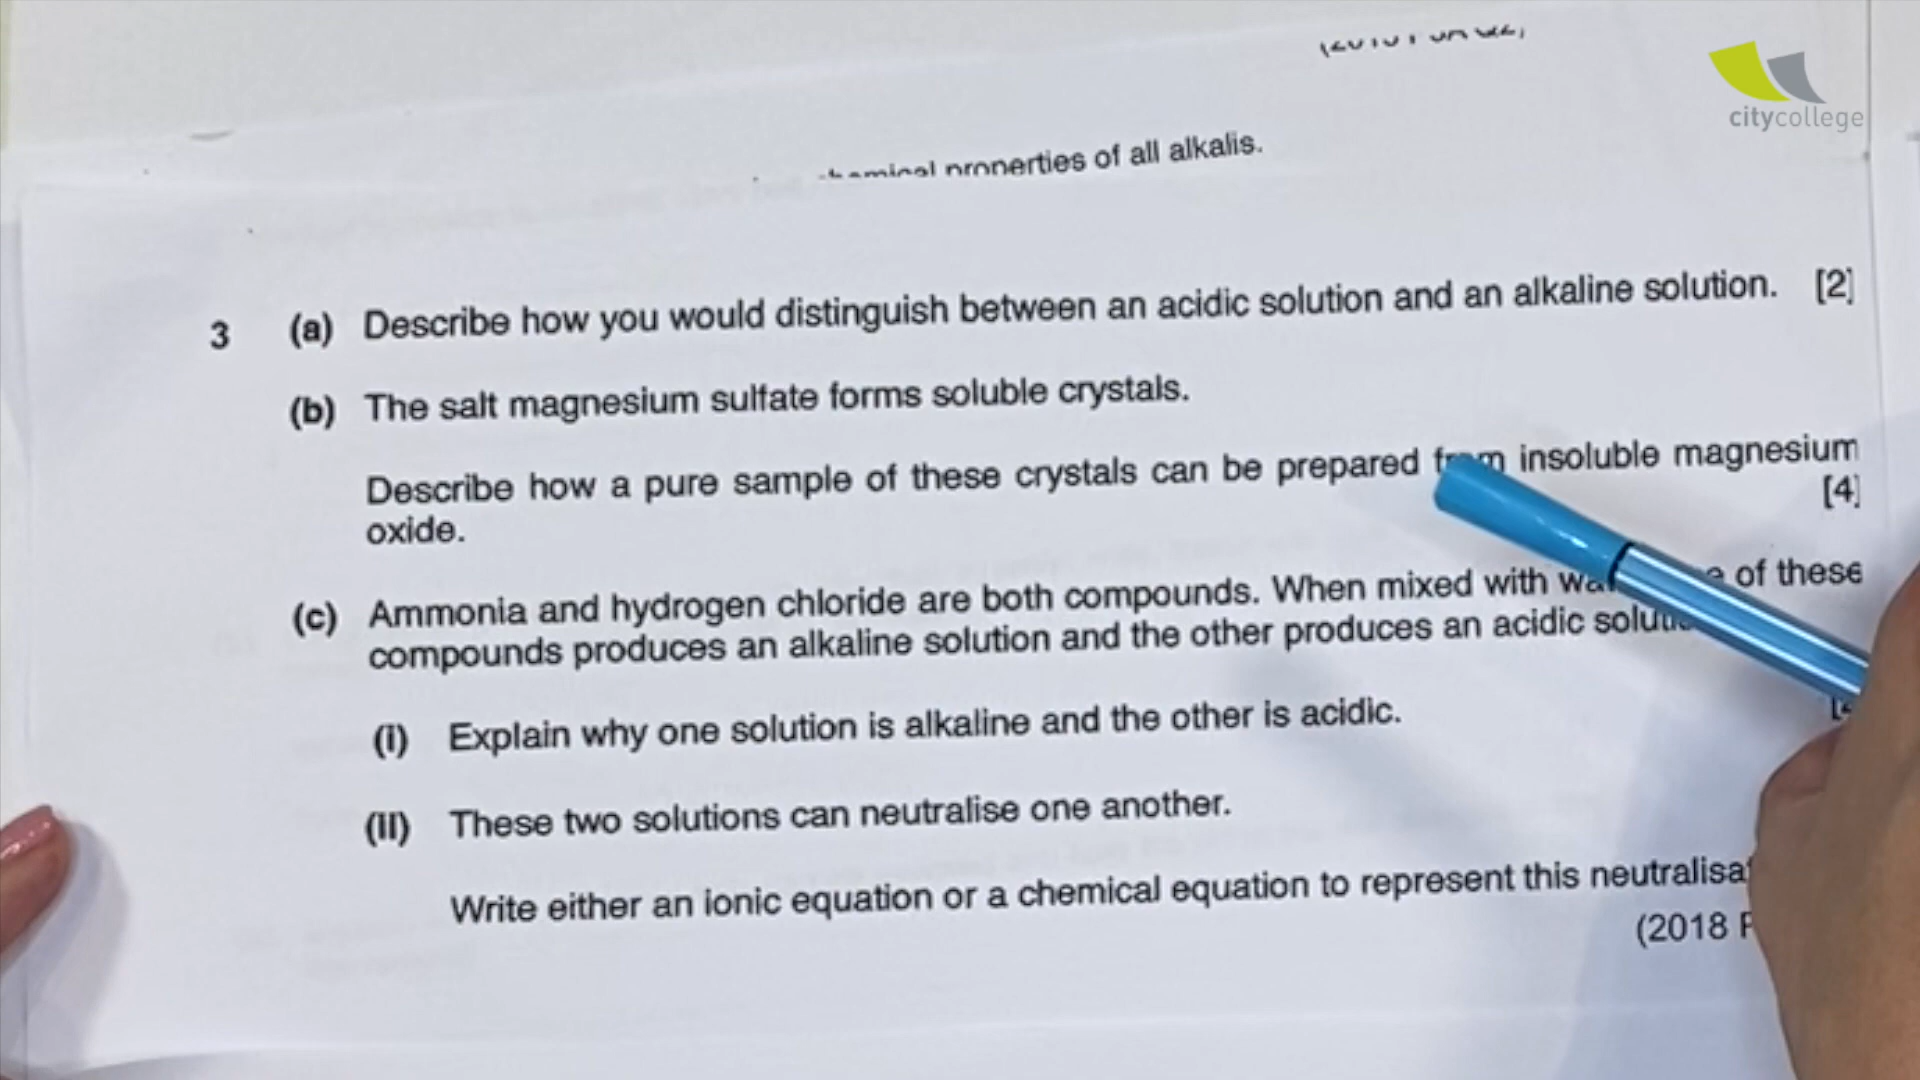 citycollege
properties of all alkalis.
3 (a) Describe how you would distinguish between an acidic solution and an alkaline solution. [2]
(b) The salt magnesium sulfate forms soluble crystals.
Describe how a pure sample of these crystals can be prepared from insoluble magnesium
oxide. [4]
(c) Ammonia and hydrogen chloride are both compounds. When mixed with of these
compounds produces an alkaline solution and the other produces an acidic
(i) Explain why one solution is alkaline and the other is acidic.
(ii) These two solutions can neutralise one another.
Write either an ionic equation or a chemical equation to represent this
(2018